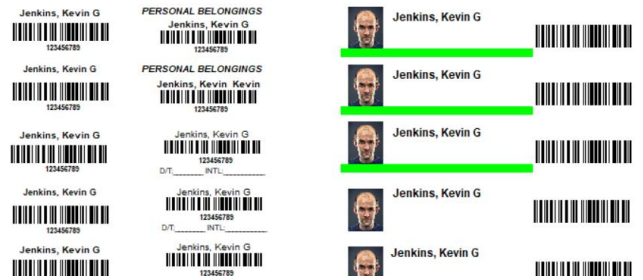 Jenkins, Kevin G
123456789
Jenkins, Kevin G
123456789
Jenkins, Kevin G
123456789
Jenkins, Kevin G
123456789
Jenkins, Kevin G
PERSONAL BELONGINGS
Jenkins, Kevin G
123456789
PERSONAL BELONGINGS
Jenkins, Kevin Kevin
123456789
Jenkins, Kevin G
123456789
D/T:________ INTL:___________
Jenkins, Kevin G
123456789
D/T:________ INTL:___________
Jenkins, Kevin G
123456789
Jenkins, Kevin G
Jenkins, Kevin G
Jenkins, Kevin G
Jenkins, Kevin G
Jenkins, Kevin G